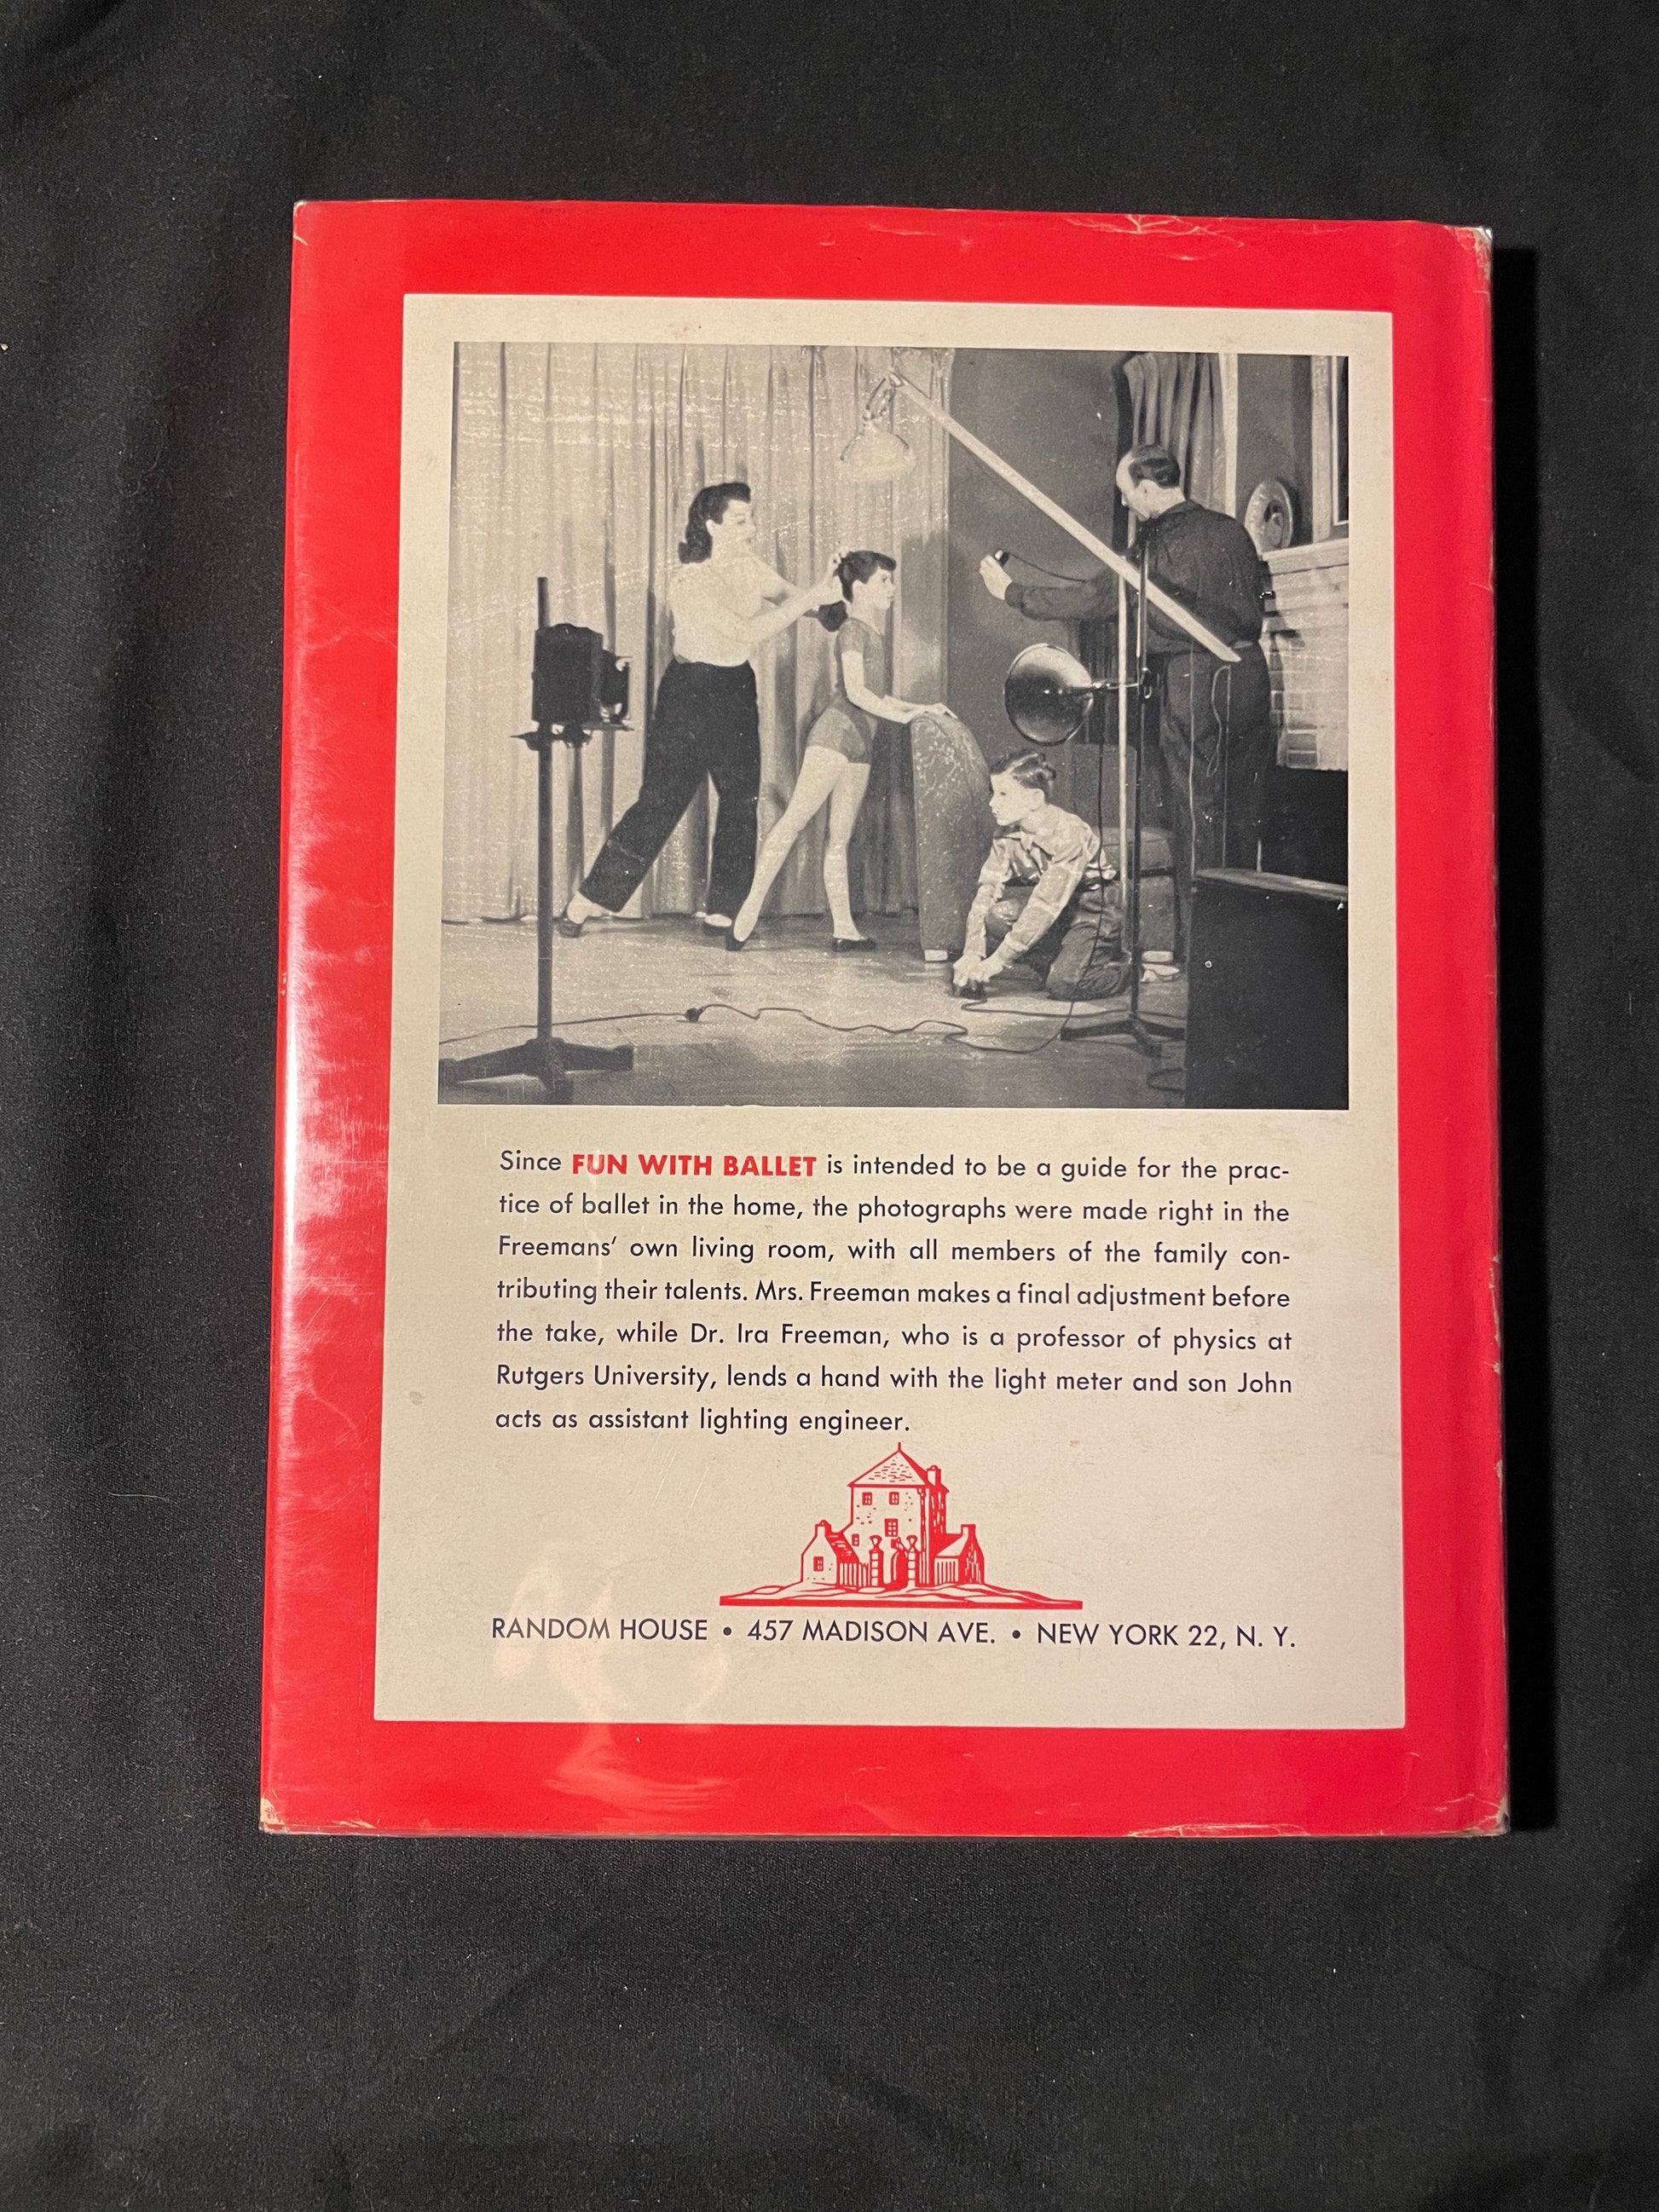 Since FUN WITH BALLET is intended to be a guide for the prac-
tice of ballet in the home, the photographs were made right in the
Freemans' own living room, with all members of the family con-
tributing their talents. Mrs. Freeman makes a final adjustment before
the take, while Dr. Ira Freeman, who is a professor of physics at
Rutgers University, lends a hand with the light meter and son John
acts as assistant lighting engineer.
RANDOM HOUSE • 457 MADISON AVE. • NEW YORK 22, N. Y.